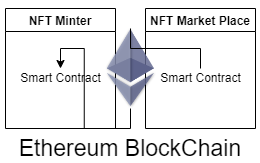 NFT Minter
NFT Market Place
Smart Contract
Smart Contract
Ethereum BlockChain